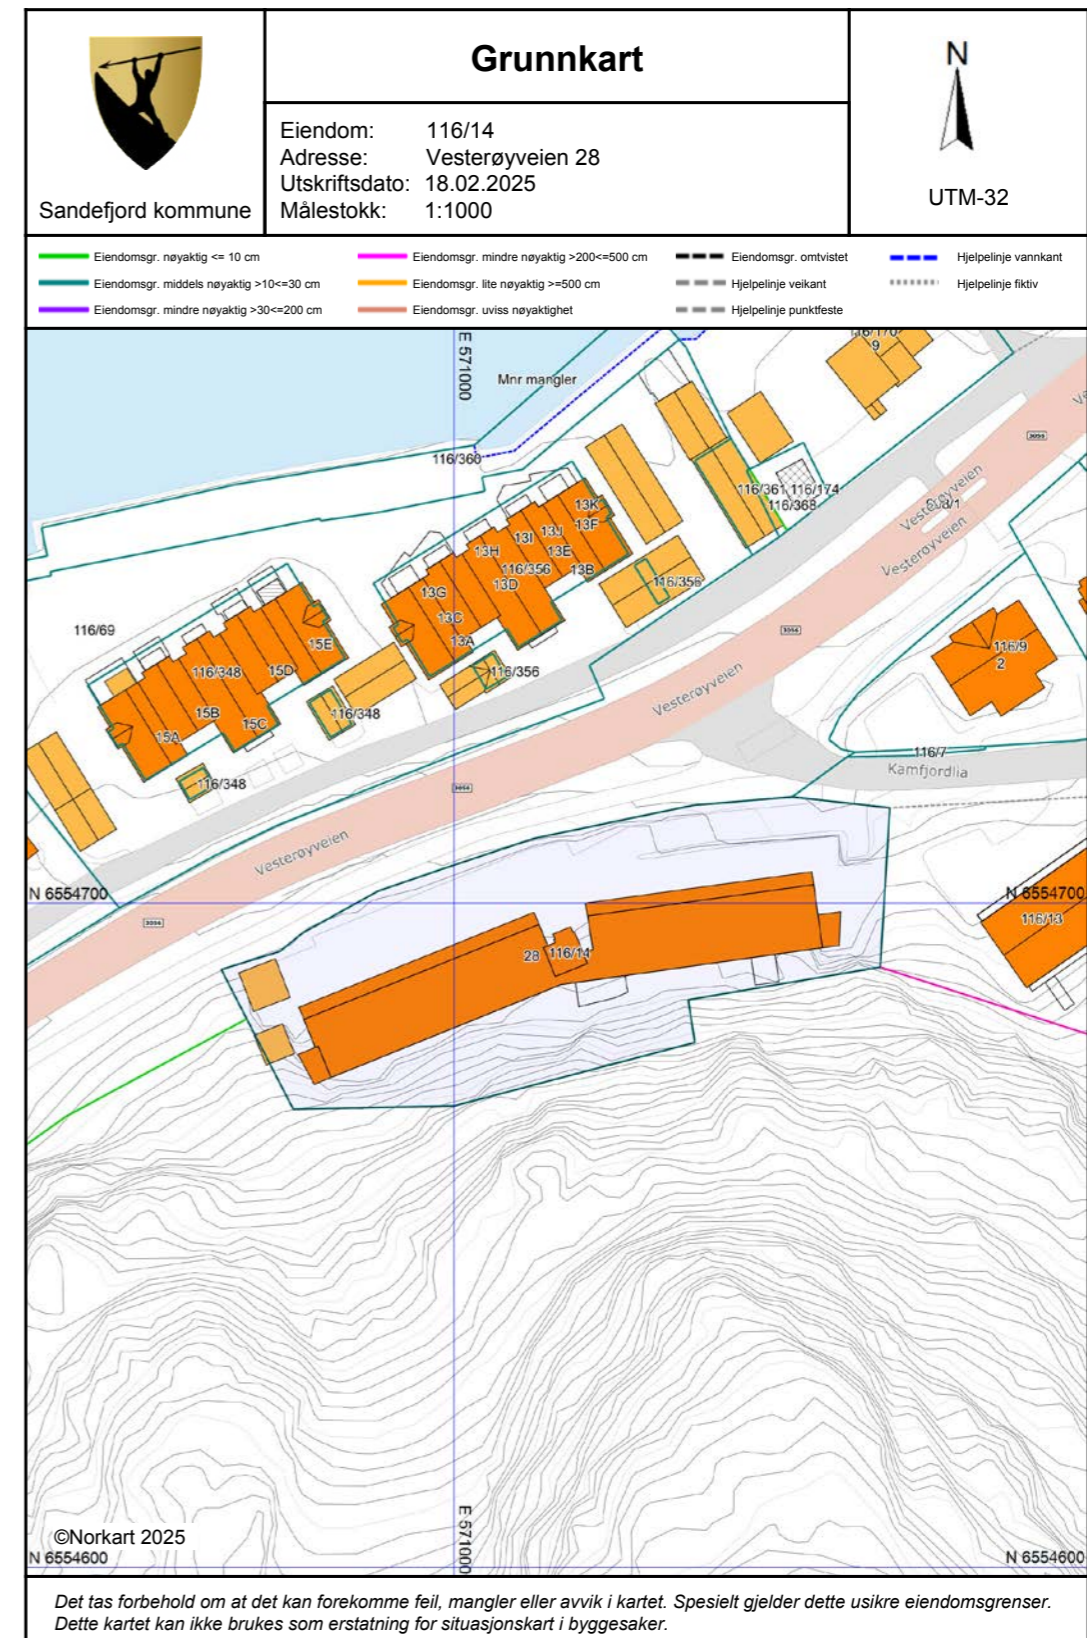 Grunnkart
Sandefjord kommune
Eiendom: 116/14
Adresse: Vesterøyveien 28
Utskriftsdato: 18.02.2025
Målestokk: 1:1000
N
UTM-32
Eiendomsgr. nøyaktig <= 10 cm
Eiendomsgr. middels nøyaktig >10<=30 cm
Eiendomsgr. mindre nøyaktig >30<=200 cm
Eiendomsgr. mindre nøyaktig >200<=500 cm
Eiendomsgr. lite nøyaktig >=500 cm
Eiendomsgr. uviss nøyaktighet
Eiendomsgr. omtvistet
Hjelpelinje veikant
Hjelpelinje punktfeste
Hjelpelinje vannkant
Hjelpelinje fiktiv
E 571000
Mnr mangler
116/170
9
3056
116/360
116/361
116/174
116/368
Vesterøyveien
Vesterøyveien
13K
13F
13J
13I
13E
13H
116/356
13B
13D
13G
13C
13A
116/356
116/356
3056
116/69
15E
116/348
15D
15B
15C
15A
116/348
116/348
Vesterøyveien
116/9
2
116/7
Kamfjordlia
3056
Vesterøyveien
N 6554700
N 6554700
3056
116/13
28
116/14
E 571000
©Norkart 2025
N 6554600
N 6554600
Det tas forbehold om at det kan forekomme feil, mangler eller avvik i kartet. Spesielt gjelder dette usikre eiendomsgrenser.
Dette kartet kan ikke brukes som erstatning for situasjonskart i byggesaker.